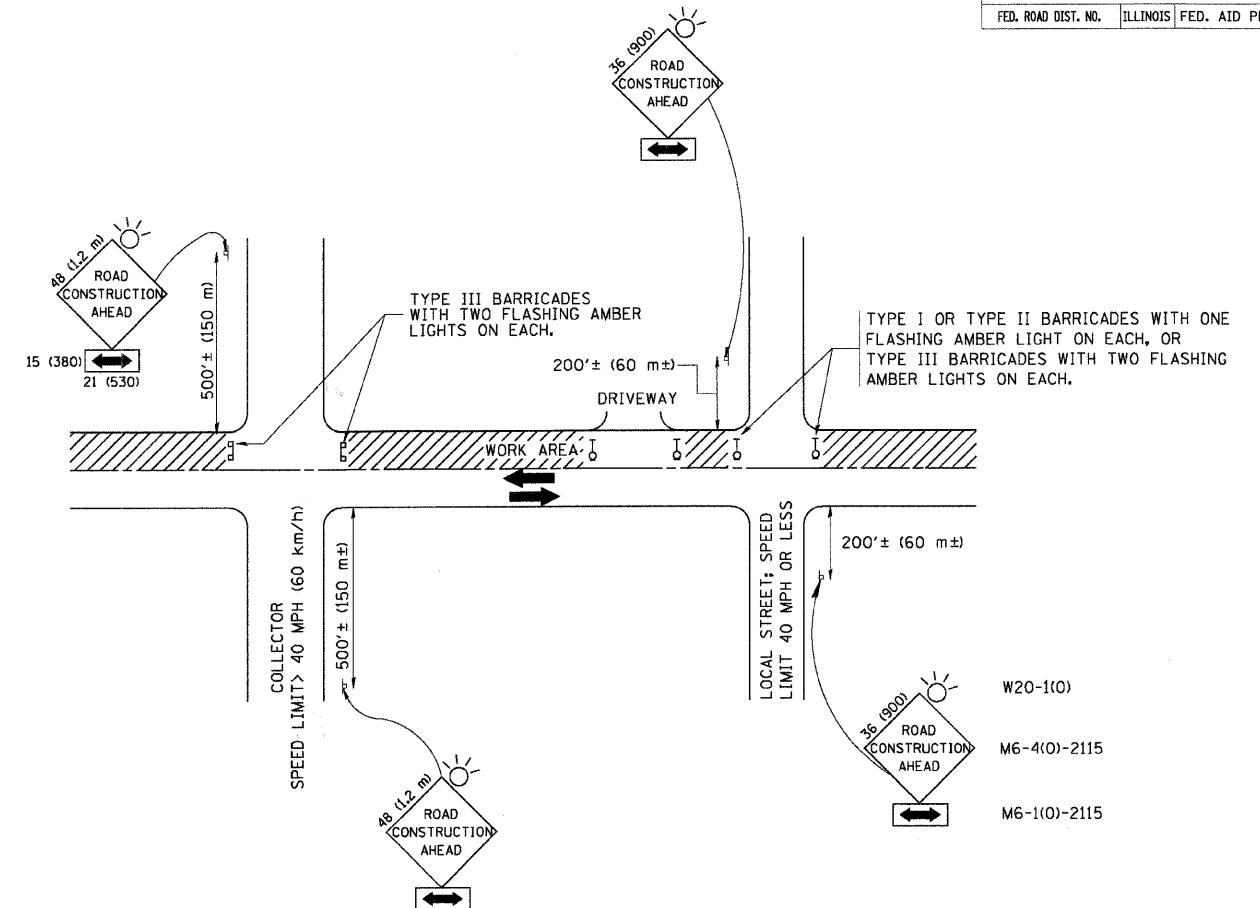 FED. ROAD DIST. NO. ILLINOIS FED. AID
36 (900)
ROAD
CONSTRUCTION
AHEAD
48 (1.2 m)
ROAD
CONSTRUCTION
AHEAD
15 (380)
21 (530)
500'± (150 m)
TYPE III BARRICADES
WITH TWO FLASHING AMBER
LIGHTS ON EACH.
200'± (60 m±)
DRIVEWAY
TYPE I OR TYPE II BARRICADES WITH ONE
FLASHING AMBER LIGHT ON EACH, OR
TYPE III BARRICADES WITH TWO FLASHING
AMBER LIGHTS ON EACH.
WORK AREA
COLLECTOR
SPEED LIMIT> 40 MPH (60 km/h)
500'± (150 m±)
LOCAL STREET; SPEED
LIMIT 40 MPH OR LESS
200'± (60 m±)
48 (1.2 m)
ROAD
CONSTRUCTION
AHEAD
36 (900)
ROAD
CONSTRUCTION
AHEAD
W20-1(O)
M6-4(O)-2115
M6-1(O)-2115